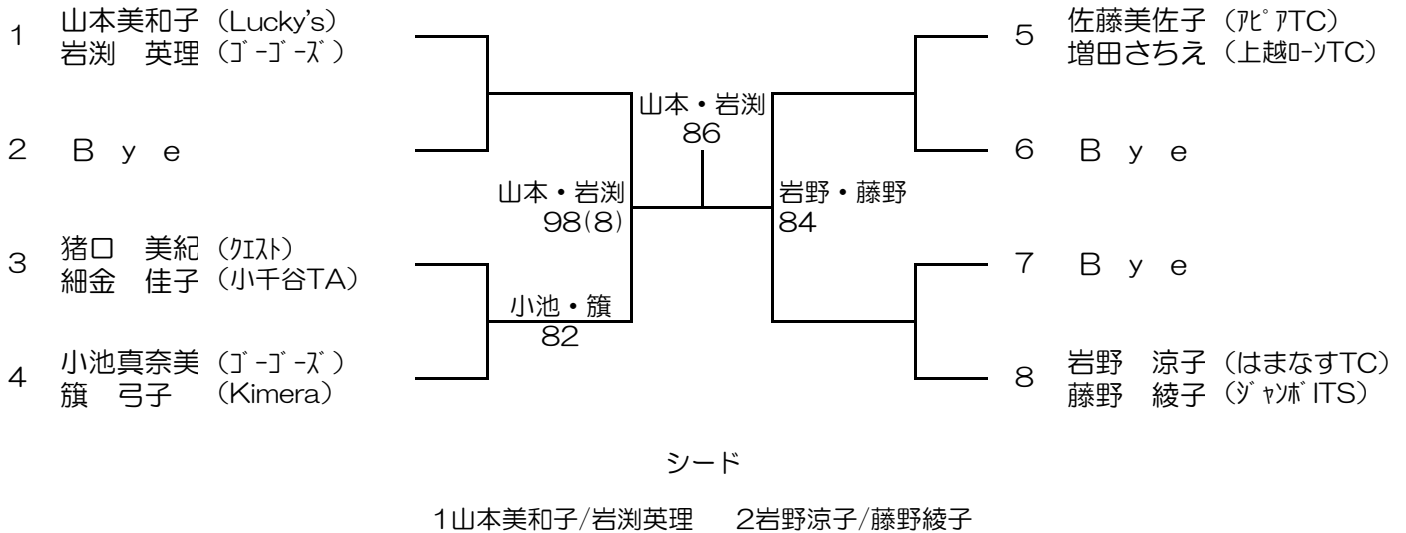 1 山本美和子 (Lucky's)
岩渕　英理 (ｺﾞｰｺﾞｰｽﾞ)
2 Ｂ ｙ ｅ
3 猪口　美紀 (ｸｴｽﾄ)
細金　佳子 (小千谷TA)
4 小池真奈美 (ｺﾞｰｺﾞｰｽﾞ)
籏　弓子 (Kimera)
山本・岩渕
98(8)
小池・籏
82
山本・岩渕
86
岩野・藤野
84
5 佐藤美佐子 (ｱﾋﾟｱTC)
増田さちえ (上越ﾛｰﾝTC)
6 Ｂ ｙ ｅ
7 Ｂ ｙ ｅ
8 岩野　涼子 (はまなすTC)
藤野　綾子 (ｼﾞｬﾝﾎﾞITS)
シード
1山本美和子/岩渕英理　2岩野涼子/藤野綾子